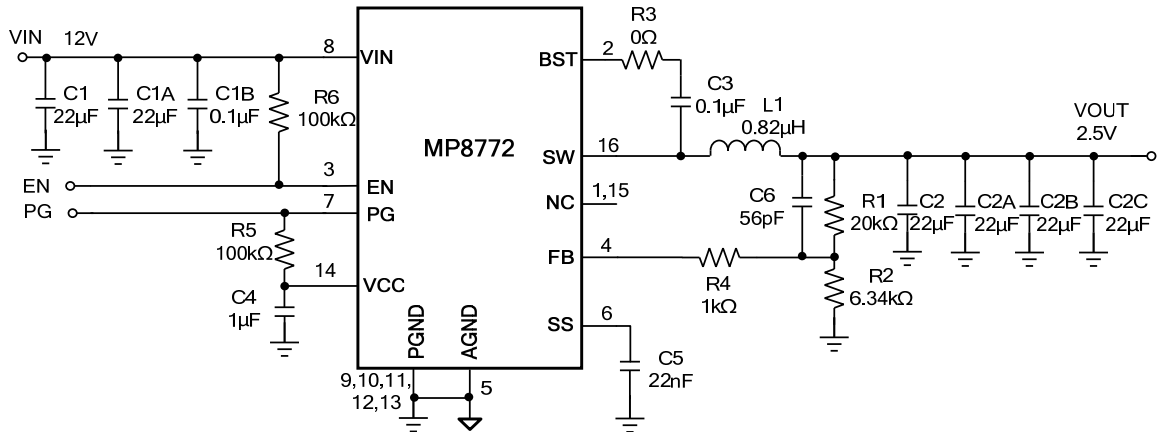 VIN 12V
C1
22µF
C1A
22µF
C1B
0.1µF
R6
100kΩ
EN
PG
R5
100kΩ
C4
1µF
8
3
7
14
VIN
EN
PG
VCC
MP8772
BST
SW
NC
FB
SS
PGND
AGND
9,10,11,
12,13
5
2
16
1,15
4
6
R3
0Ω
C3
0.1µF
L1
0.82µH
C6
56pF
R1
20kΩ
R4
1kΩ
R2
6.34kΩ
C5
22nF
C2
22µF
C2A
22µF
C2B
22µF
C2C
22µF
VOUT
2.5V